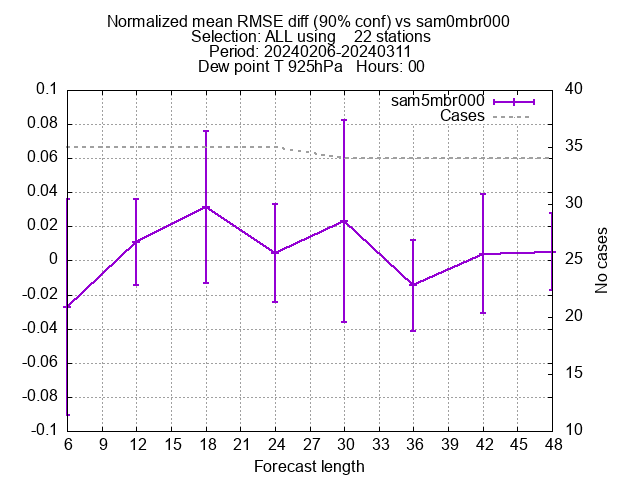 Normalized mean RMSE diff (90% conf) vs sam0mbr000
Selection: ALL using    22 stations
Period: 20240206-20240311
Dew point T 925hPa   Hours: 00
sam5mbr000
Cases
0.1
0.08
0.06
0.04
0.02
0
-0.02
-0.04
-0.06
-0.08
-0.1
40
35
30
25
20
15
10
No cases
6 9 12 15 18 21 24 27 30 33 36 39 42 45 48
Forecast length